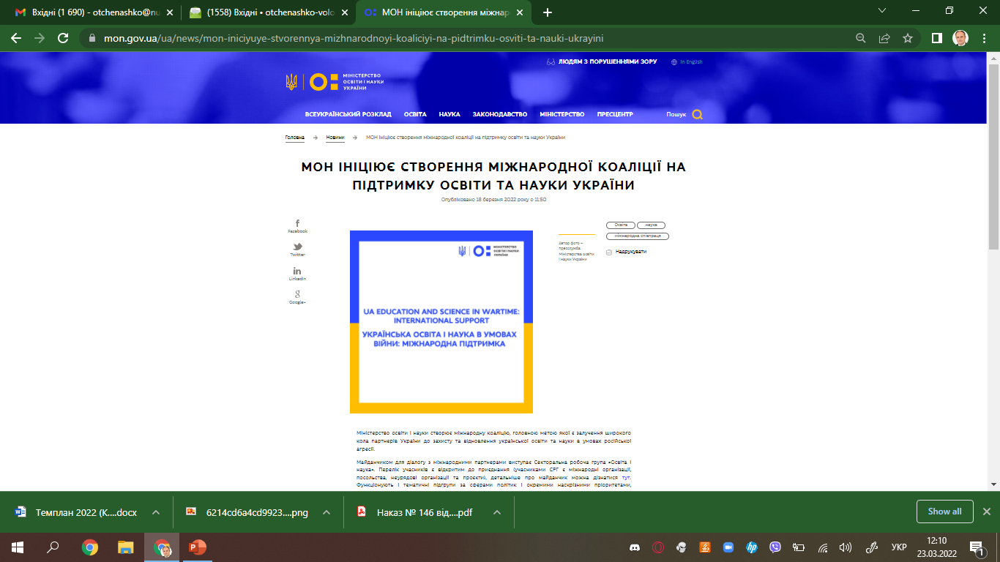 Вхідні (1 690) - otchenashko@nu
(1558) Вхідні • otchenashko-volo
МОН ініціює створення міжнаро
mon.gov.ua/ua/news/mon-iniciyuye-stvorennya-mizhnarodnoyi-koaliciyi-na-pidtrimku-osviti-ta-nauki-ukrayini
ЛЮДЯМ З ПОРУШЕННЯМИ ЗОРУ
In English
МІНІСТЕРСТВО
ОСВІТИ І НАУКИ
УКРАЇНИ
ВСЕУКРАЇНСЬКИЙ РОЗКЛАД ОСВІТА НАУКА ЗАКОНОДАВСТВО МІНІСТЕРСТВО ПРЕСЦЕНТР Пошук
Головна → Новини → МОН ініціює створення міжнародної коаліції на підтримку освіти та науки України
МОН ІНІЦІЮЄ СТВОРЕННЯ МІЖНАРОДНОЇ КОАЛІЦІЇ НА
ПІДТРИМКУ ОСВІТИ ТА НАУКИ УКРАЇНИ
Опубліковано 18 березня 2022 року о 11:50
Facebook
Twitter
LinkedIn
Google+
МІНІСТЕРСТВО
ОСВІТИ І НАУКИ
УКРАЇНИ
UA EDUCATION AND SCIENCE IN WARTIME:
INTERNATIONAL SUPPORT
УКРАЇНСЬКА ОСВІТА І НАУКА В УМОВАХ
ВІЙНИ: МІЖНАРОДНА ПІДТРИМКА
Автор фото –
пресслужба
Міністерства освіти
і науки України
Освіта
наука
міжнародна співпраця
Надрукувати
Міністерство освіти і науки створює міжнародну коаліцію, головною метою якої є залучення широкого
кола партнерів України до захисту та відновлення української освіти та науки в умовах російської
агресії.
Майданчиком для діалогу з міжнародними партнерами виступає Секторальна робоча група «Освіта і
наука». Перелік учасників є відкритим до приєднання (учасниками СРГ є міжнародні організації,
посольства, неурядові організації та проєкти), детальніше про майданчик можна дізнатися тут.
Функціонують і тематичні підгрупи за сферами політик і окремими наскрізними пріоритетами,
Темплан 2022 (К....docx
6214cd6a4cd9923....png
Наказ № 146 від....pdf
Show all
УКР
12:10
23.03.2022
1